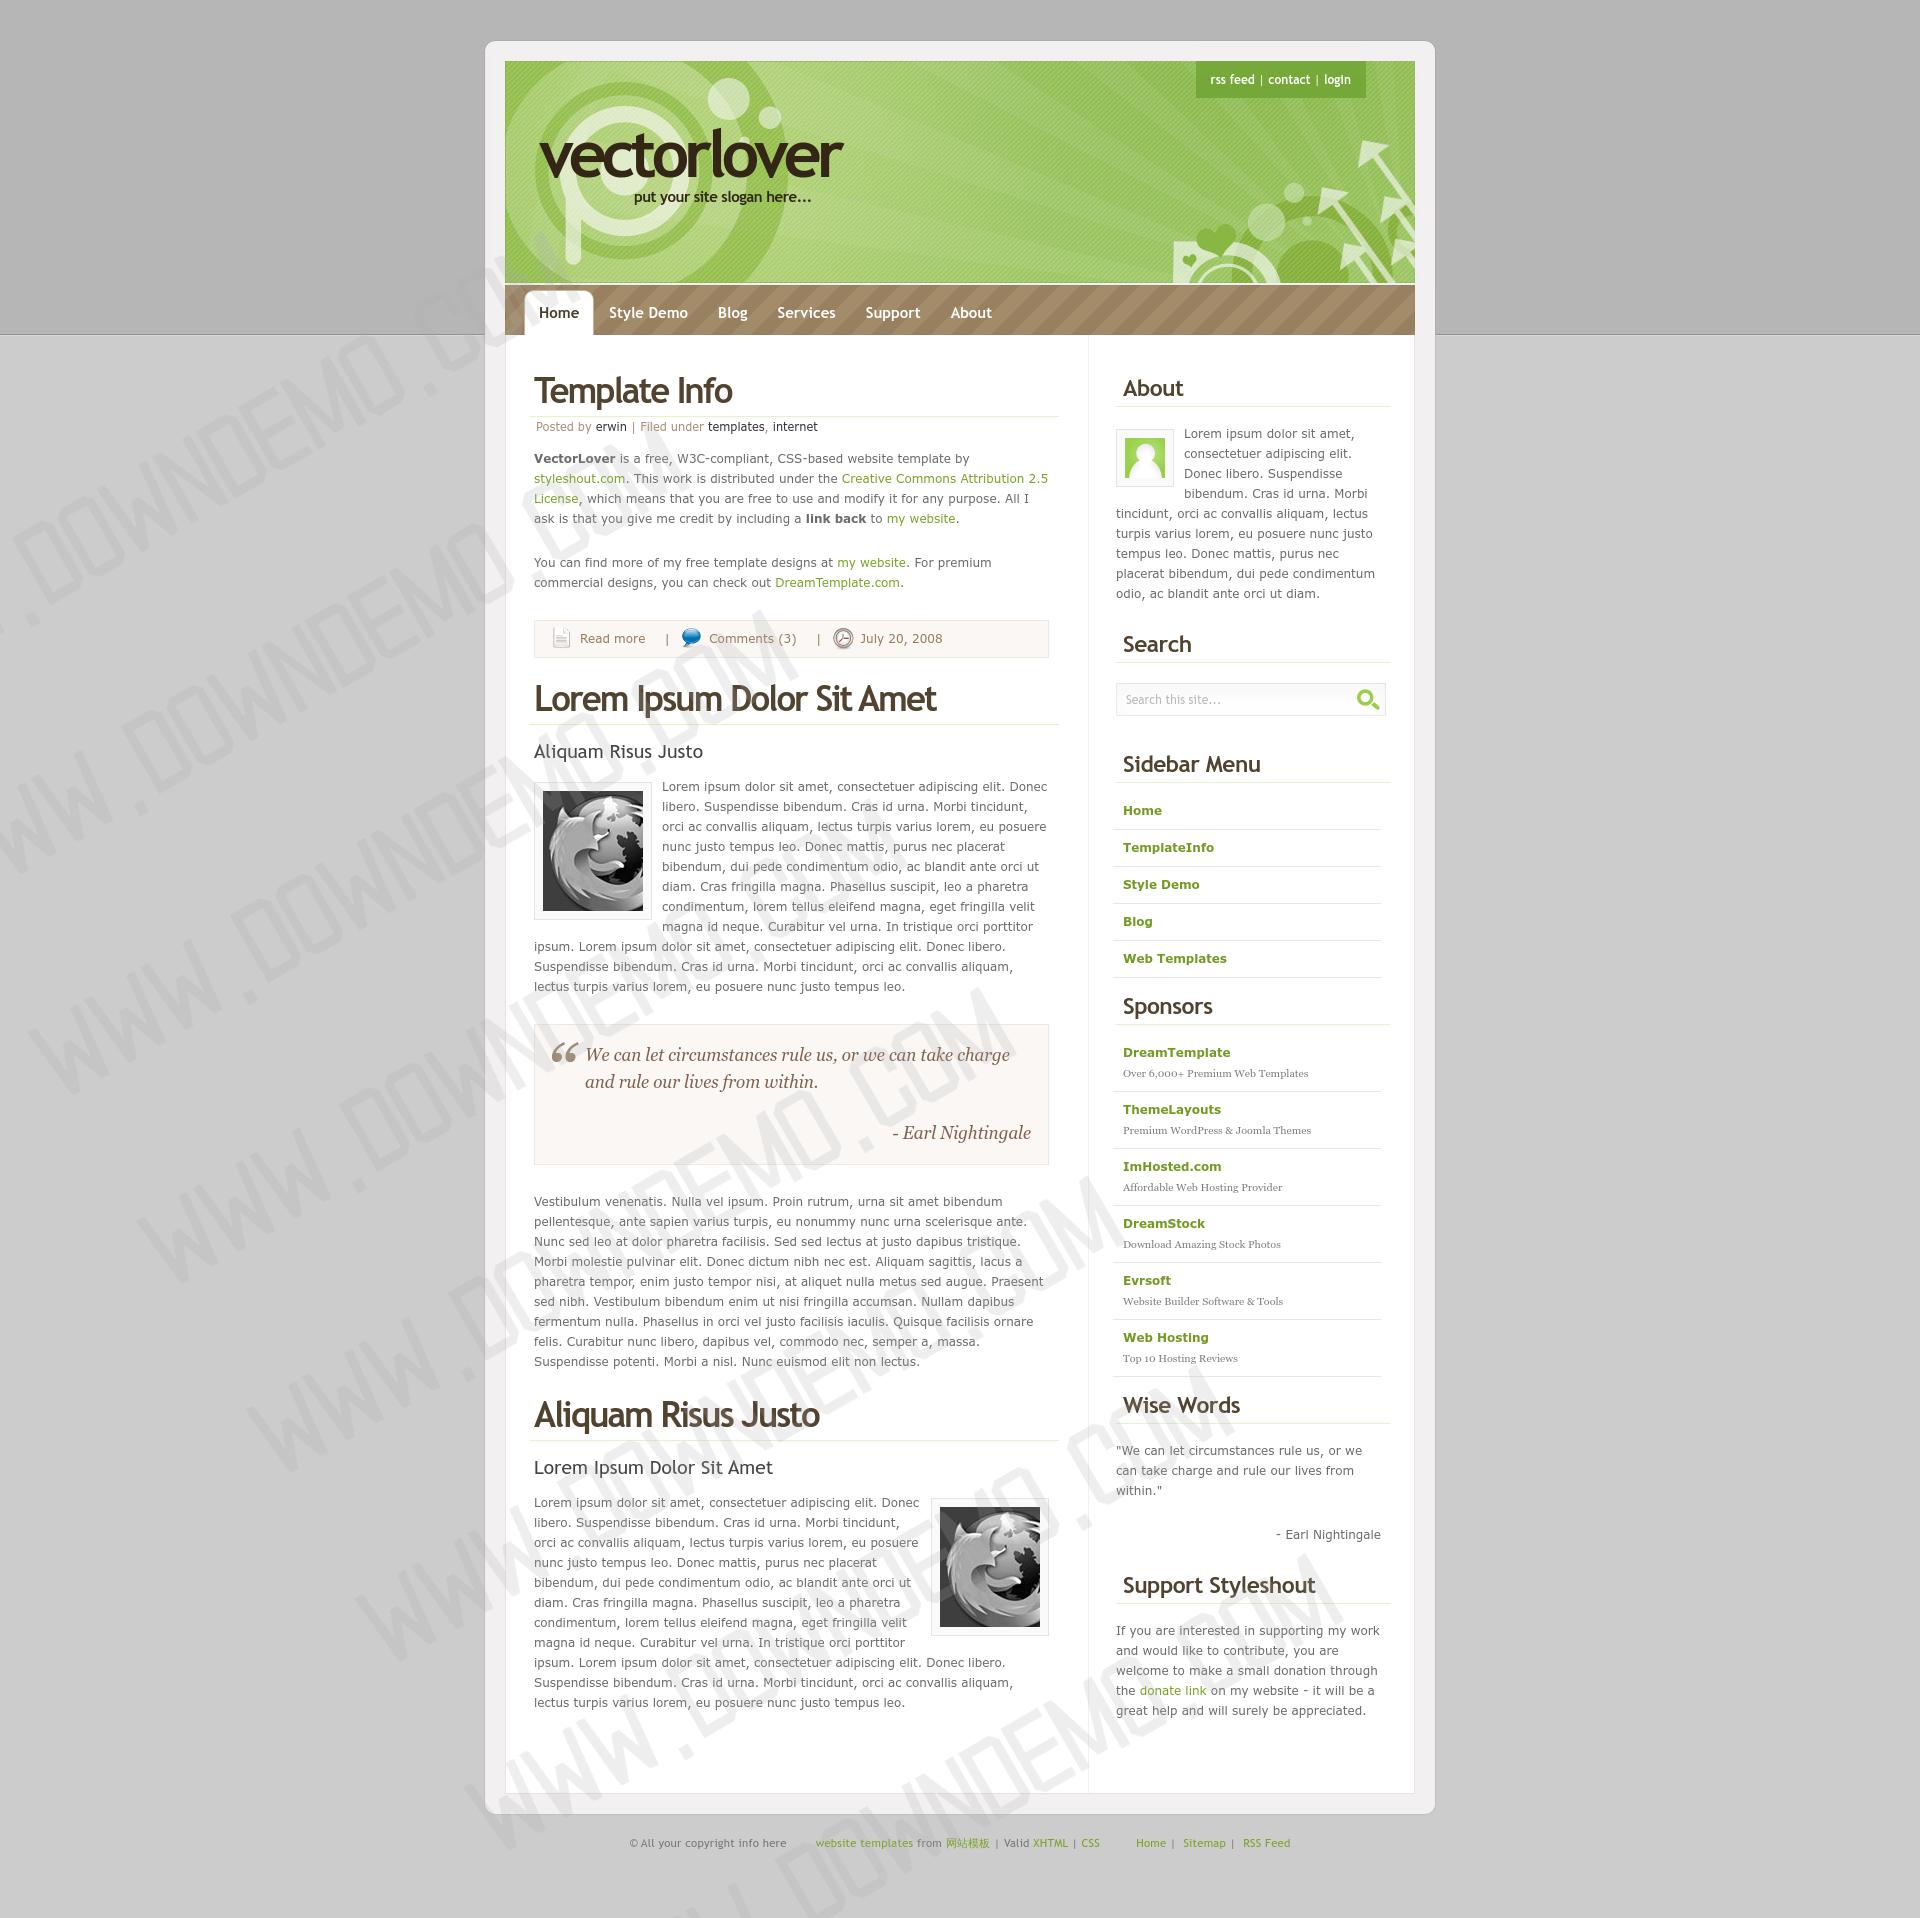 rss feed | contact | login
vectorlover
put your site slogan here...
Home Style Demo Blog Services Support About
Template Info
Posted by erwin | Filed under templates, internet
VectorLover is a free, W3C-compliant, CSS-based website template by
styleshout.com. This work is distributed under the Creative Commons Attribution 2.5
License, which means that you are free to use and modify it for any purpose. All I
ask is that you give me credit by including a link back to my website.
You can find more of my free template designs at my website. For premium
commercial designs, you can check out DreamTemplate.com.
Read more | Comments (3) | July 20, 2008
Lorem Ipsum Dolor Sit Amet
Aliquam Risus Justo
Lorem ipsum dolor sit amet, consectetuer adipiscing elit. Donec
libero. Suspendisse bibendum. Cras id urna. Morbi tincidunt,
orci ac convallis aliquam, lectus turpis varius lorem, eu posuere
nunc justo tempus leo. Donec mattis, purus nec placerat
bibendum, dui pede condimentum odio, ac blandit ante orci ut
diam. Cras fringilla magna. Phasellus suscipit, leo a pharetra
condimentum, lorem tellus eleifend magna, eget fringilla velit
magna id neque. Curabitur vel urna. In tristique orci porttitor
ipsum. Lorem ipsum dolor sit amet, consectetuer adipiscing elit. Donec libero.
Suspendisse bibendum. Cras id urna. Morbi tincidunt, orci ac convallis aliquam,
lectus turpis varius lorem, eu posuere nunc justo tempus leo.
“ We can let circumstances rule us, or we can take charge
and rule our lives from within.
- Earl Nightingale
Vestibulum venenatis. Nulla vel ipsum. Proin rutrum, urna sit amet bibendum
pellentesque, ante sapien varius turpis, eu nonummy nunc urna scelerisque ante.
Nunc sed leo at dolor pharetra facilisis. Sed sed lectus at justo dapibus tristique.
Morbi molestie pulvinar elit. Donec dictum nibh nec est. Aliquam sagittis, lacus a
pharetra tempor, enim justo tempor nisi, at aliquet nulla metus sed augue. Praesent
sed nibh. Vestibulum bibendum enim ut nisi fringilla accumsan. Nullam dapibus
fermentum nulla. Phasellus in orci vel justo facilisis iaculis. Quisque facilisis ornare
felis. Curabitur nunc libero, dapibus vel, commodo nec, semper a, massa.
Suspendisse potenti. Morbi a nisl. Nunc euismod elit non lectus.
Aliquam Risus Justo
Lorem Ipsum Dolor Sit Amet
Lorem ipsum dolor sit amet, consectetuer adipiscing elit. Donec
libero. Suspendisse bibendum. Cras id urna. Morbi tincidunt,
orci ac convallis aliquam, lectus turpis varius lorem, eu posuere
nunc justo tempus leo. Donec mattis, purus nec placerat
bibendum, dui pede condimentum odio, ac blandit ante orci ut
diam. Cras fringilla magna. Phasellus suscipit, leo a pharetra
condimentum, lorem tellus eleifend magna, eget fringilla velit
magna id neque. Curabitur vel urna. In tristique orci porttitor
ipsum. Lorem ipsum dolor sit amet, consectetuer adipiscing elit. Donec libero.
Suspendisse bibendum. Cras id urna. Morbi tincidunt, orci ac convallis aliquam,
lectus turpis varius lorem, eu posuere nunc justo tempus leo.
About
Lorem ipsum dolor sit amet,
consectetuer adipiscing elit.
Donec libero. Suspendisse
bibendum. Cras id urna. Morbi
tincidunt, orci ac convallis aliquam, lectus
turpis varius lorem, eu posuere nunc justo
tempus leo. Donec mattis, purus nec
placerat bibendum, dui pede condimentum
odio, ac blandit ante orci ut diam.
Search
Search this site...
Sidebar Menu
Home
TemplateInfo
Style Demo
Blog
Web Templates
Sponsors
DreamTemplate
Over 6,000+ Premium Web Templates
ThemeLayouts
Premium WordPress & Joomla Themes
ImHosted.com
Affordable Web Hosting Provider
DreamStock
Download Amazing Stock Photos
Evrsoft
Website Builder Software & Tools
Web Hosting
Top 10 Hosting Reviews
Wise Words
"We can let circumstances rule us, or we
can take charge and rule our lives from
within."
- Earl Nightingale
Support Styleshout
If you are interested in supporting my work
and would like to contribute, you are
welcome to make a small donation through
the donate link on my website - it will be a
great help and will surely be appreciated.
© All your copyright info here website templates from 网站模板 | Valid XHTML | CSS Home | Sitemap | RSS Feed
WWW.DOWNDEMO.COM
WWW.DOWNDEMO.COM
WWW.DOWNDEMO.COM
WWW.DOWNDEMO.COM
WWW.DOWNDEMO.COM
WWW.DOWNDEMO.COM
WWW.DOWNDEMO.COM